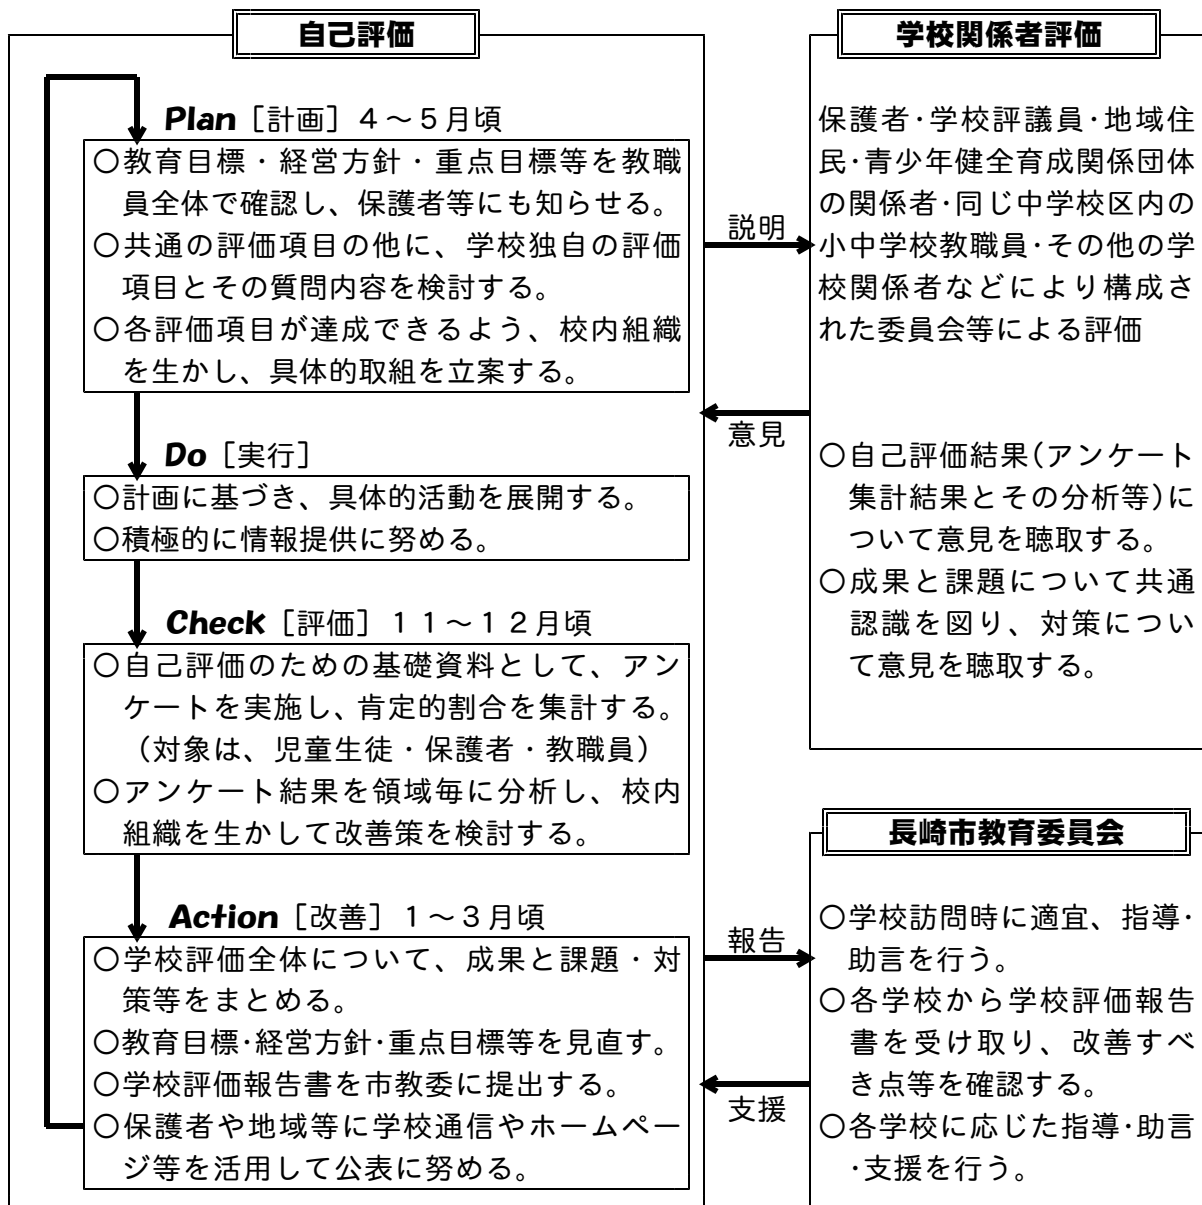 自己評価
Plan［計画］４～５月頃
○教育目標・経営方針・重点目標等を教職
員全体で確認し、保護者等にも知らせる。
○共通の評価項目の他に、学校独自の評価
項目とその質問内容を検討する。
○各評価項目が達成できるよう、校内組織
を生かし、具体的取組を立案する。
Do［実行］
○計画に基づき、具体的活動を展開する。
○積極的に情報提供に努める。
Check［評価］１１～１２月頃
○自己評価のための基礎資料として、アン
ケートを実施し、肯定的割合を集計する。
（対象は、児童生徒・保護者・教職員）
○アンケート結果を領域毎に分析し、校内
組織を生かして改善策を検討する。
Action［改善］１～３月頃
○学校評価全体について、成果と課題・対
策等をまとめる。
○教育目標･経営方針･重点目標等を見直す。
○学校評価報告書を市教委に提出する。
○保護者や地域等に学校通信やホームペー
ジ等を活用して公表に努める。
説明
意見
報告
支援
学校関係者評価
保護者･学校評議員･地域住
民･青少年健全育成関係団体
の関係者･同じ中学校区内の
小中学校教職員･その他の学
校関係者などにより構成さ
れた委員会等による評価
○自己評価結果(アンケート
集計結果とその分析等)に
ついて意見を聴取する。
○成果と課題について共通
認識を図り、対策につい
て意見を聴取する。
長崎市教育委員会
○学校訪問時に適宜、指導･
助言を行う。
○各学校から学校評価報告
書を受け取り、改善すべ
き点等を確認する。
○各学校に応じた指導･助言
･支援を行う。